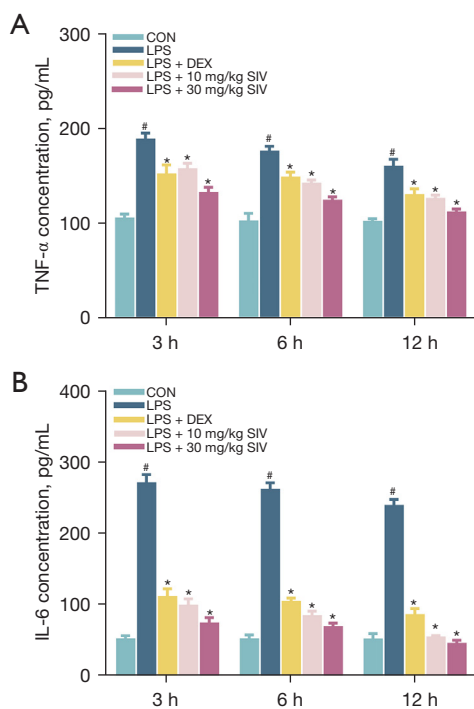 A
300
200
100
0
TNF-α concentration, pg/mL
CON
LPS
LPS + DEX
LPS + 10 mg/kg SIV
LPS + 30 mg/kg SIV
# * * *
# * * *
# * * *
3 h 6 h 12 h
B
400
300
200
100
0
IL-6 concentration, pg/mL
CON
LPS
LPS + DEX
LPS + 10 mg/kg SIV
LPS + 30 mg/kg SIV
# * * *
# * * *
# * * *
3 h 6 h 12 h